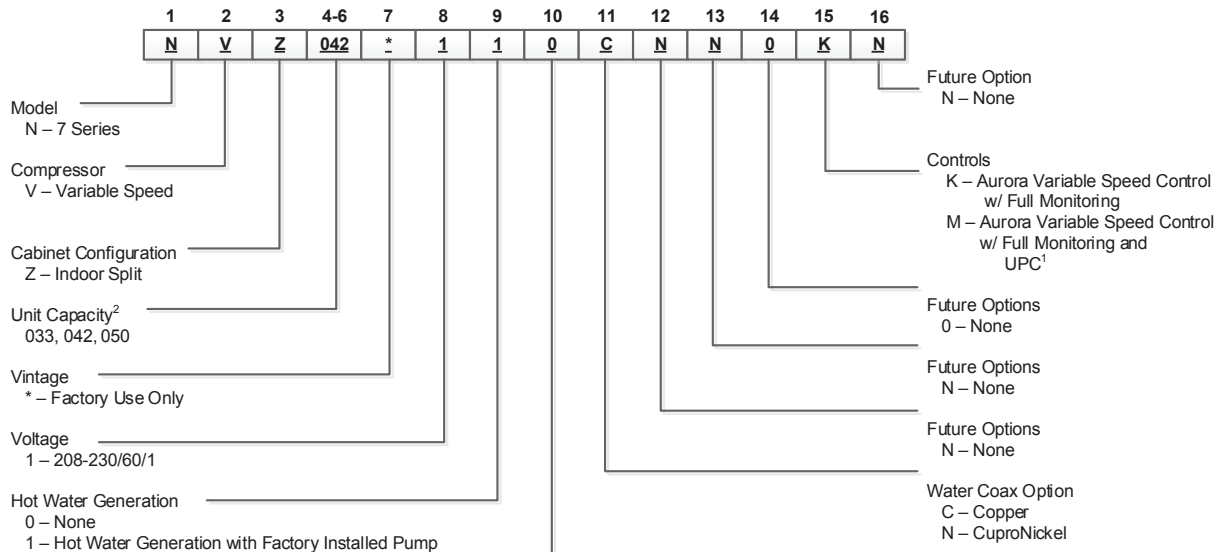 1 2 3 4-6 7 8 9 10 11 12 13 14 15 16
N V Z 042 * 1 1 0 C N N 0 K N
Model
N – 7 Series
Compressor
V – Variable Speed
Cabinet Configuration
Z – Indoor Split
Unit Capacity2
033, 042, 050
Vintage
* – Factory Use Only
Voltage
1 – 208-230/60/1
Hot Water Generation
0 – None
1 – Hot Water Generation with Factory Installed Pump
Future Option
N – None
Controls
K – Aurora Variable Speed Control
w/ Full Monitoring
M – Aurora Variable Speed Control
w/ Full Monitoring and
UPC1
Future Options
0 – None
Future Options
N – None
Future Options
N – None
Water Coax Option
C – Copper
N – CuproNickel